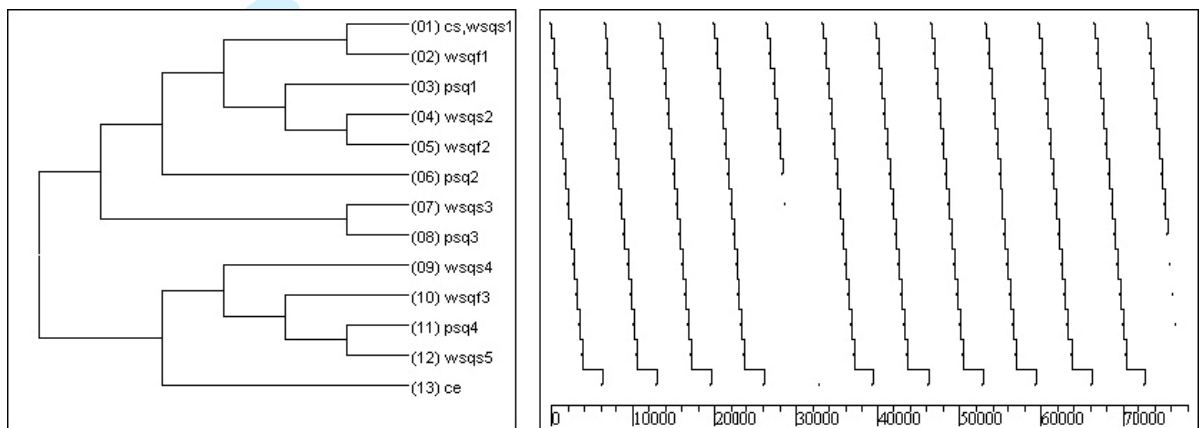 (01) cs,wsqs1
(02) wsqf1
(03) psq1
(04) wsqs2
(05) wsqf2
(06) psq2
(07) wsqs3
(08) psq3
(09) wsqs4
(10) wsqf3
(11) psq4
(12) wsqs5
(13) ce
0 10000 20000 30000 40000 50000 60000 70000